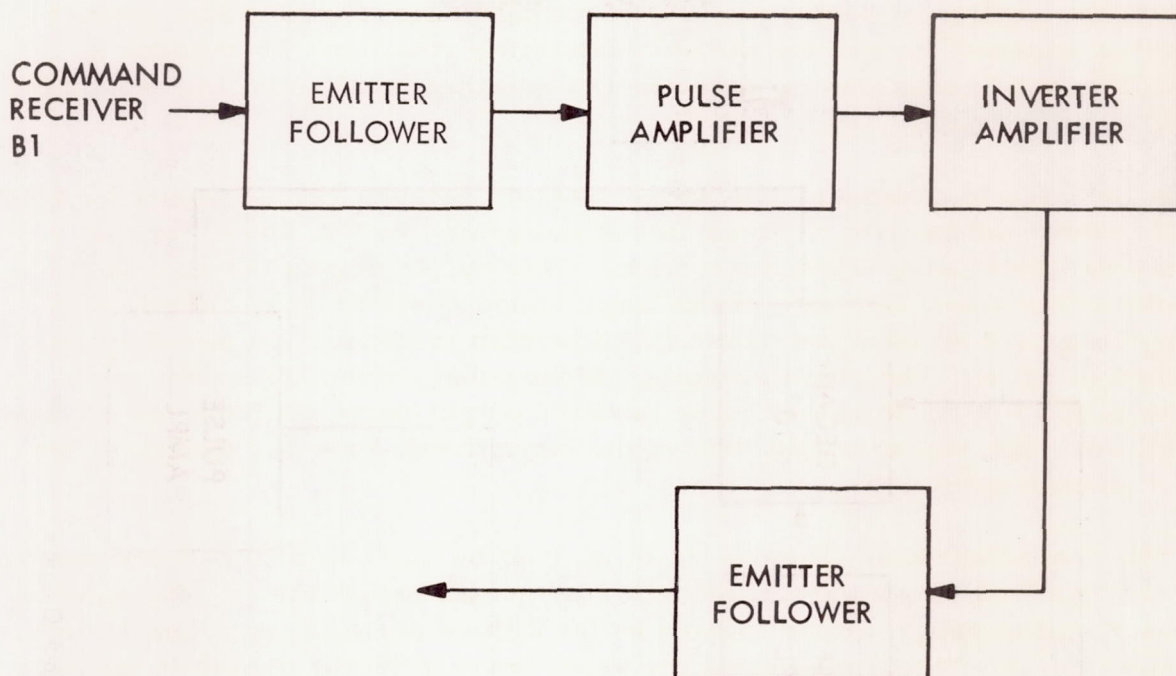 COMMAND
RECEIVER
B1
EMITTER
FOLLOWER
PULSE
AMPLIFIER
INVERTER
AMPLIFIER
EMITTER
FOLLOWER